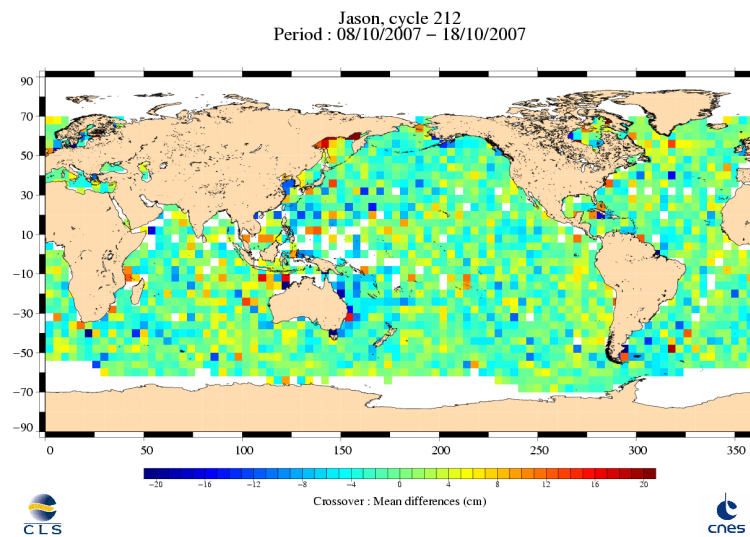 Jason, cycle 212
Period : 08/10/2007 − 18/10/2007
90
70
50
30
10
−10
−30
−50
−70
−90
0 50 100 150 200 250 300 350
−20 −16 −12 −8 −4 0 4 8 12 16 20
Crossover : Mean differences (cm)
CLS
cnes